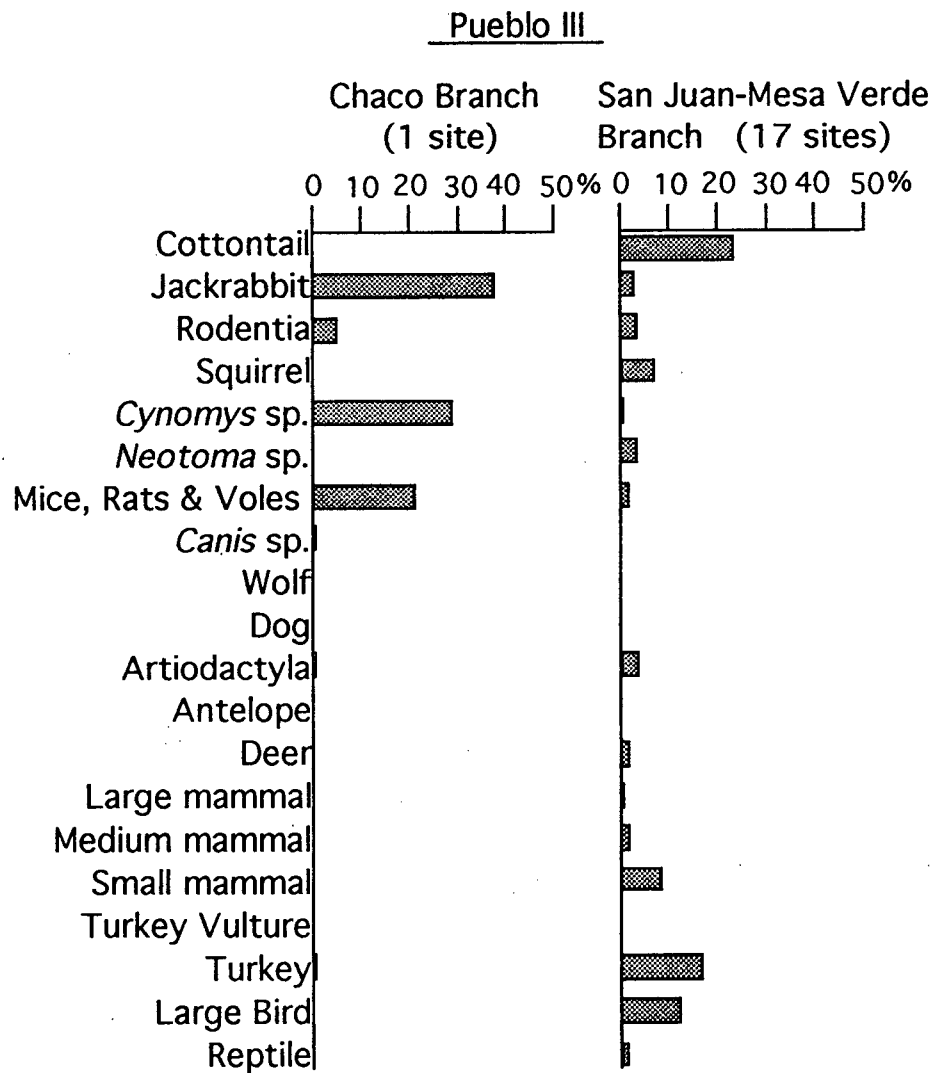 Pueblo III
Chaco Branch
(1 site)
San Juan-Mesa Verde
Branch (17 sites)
0 10 20 30 40 50%
0 10 20 30 40 50%
Cottontail
Jackrabbit
Rodentia
Squirrel
Cynomys sp.
Neotoma sp.
Mice, Rats & Voles
Canis sp.
Wolf
Dog
Artiodactyla
Antelope
Deer
Large mammal
Medium mammal
Small mammal
Turkey Vulture
Turkey
Large Bird
Reptile